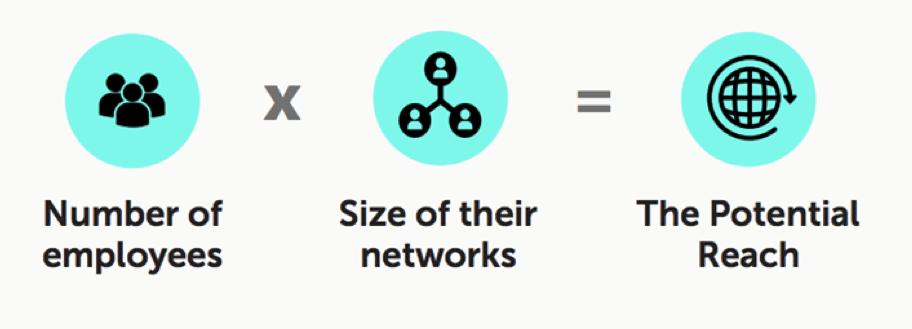 x
=
Number of
employees
Size of their
networks
The Potential
Reach